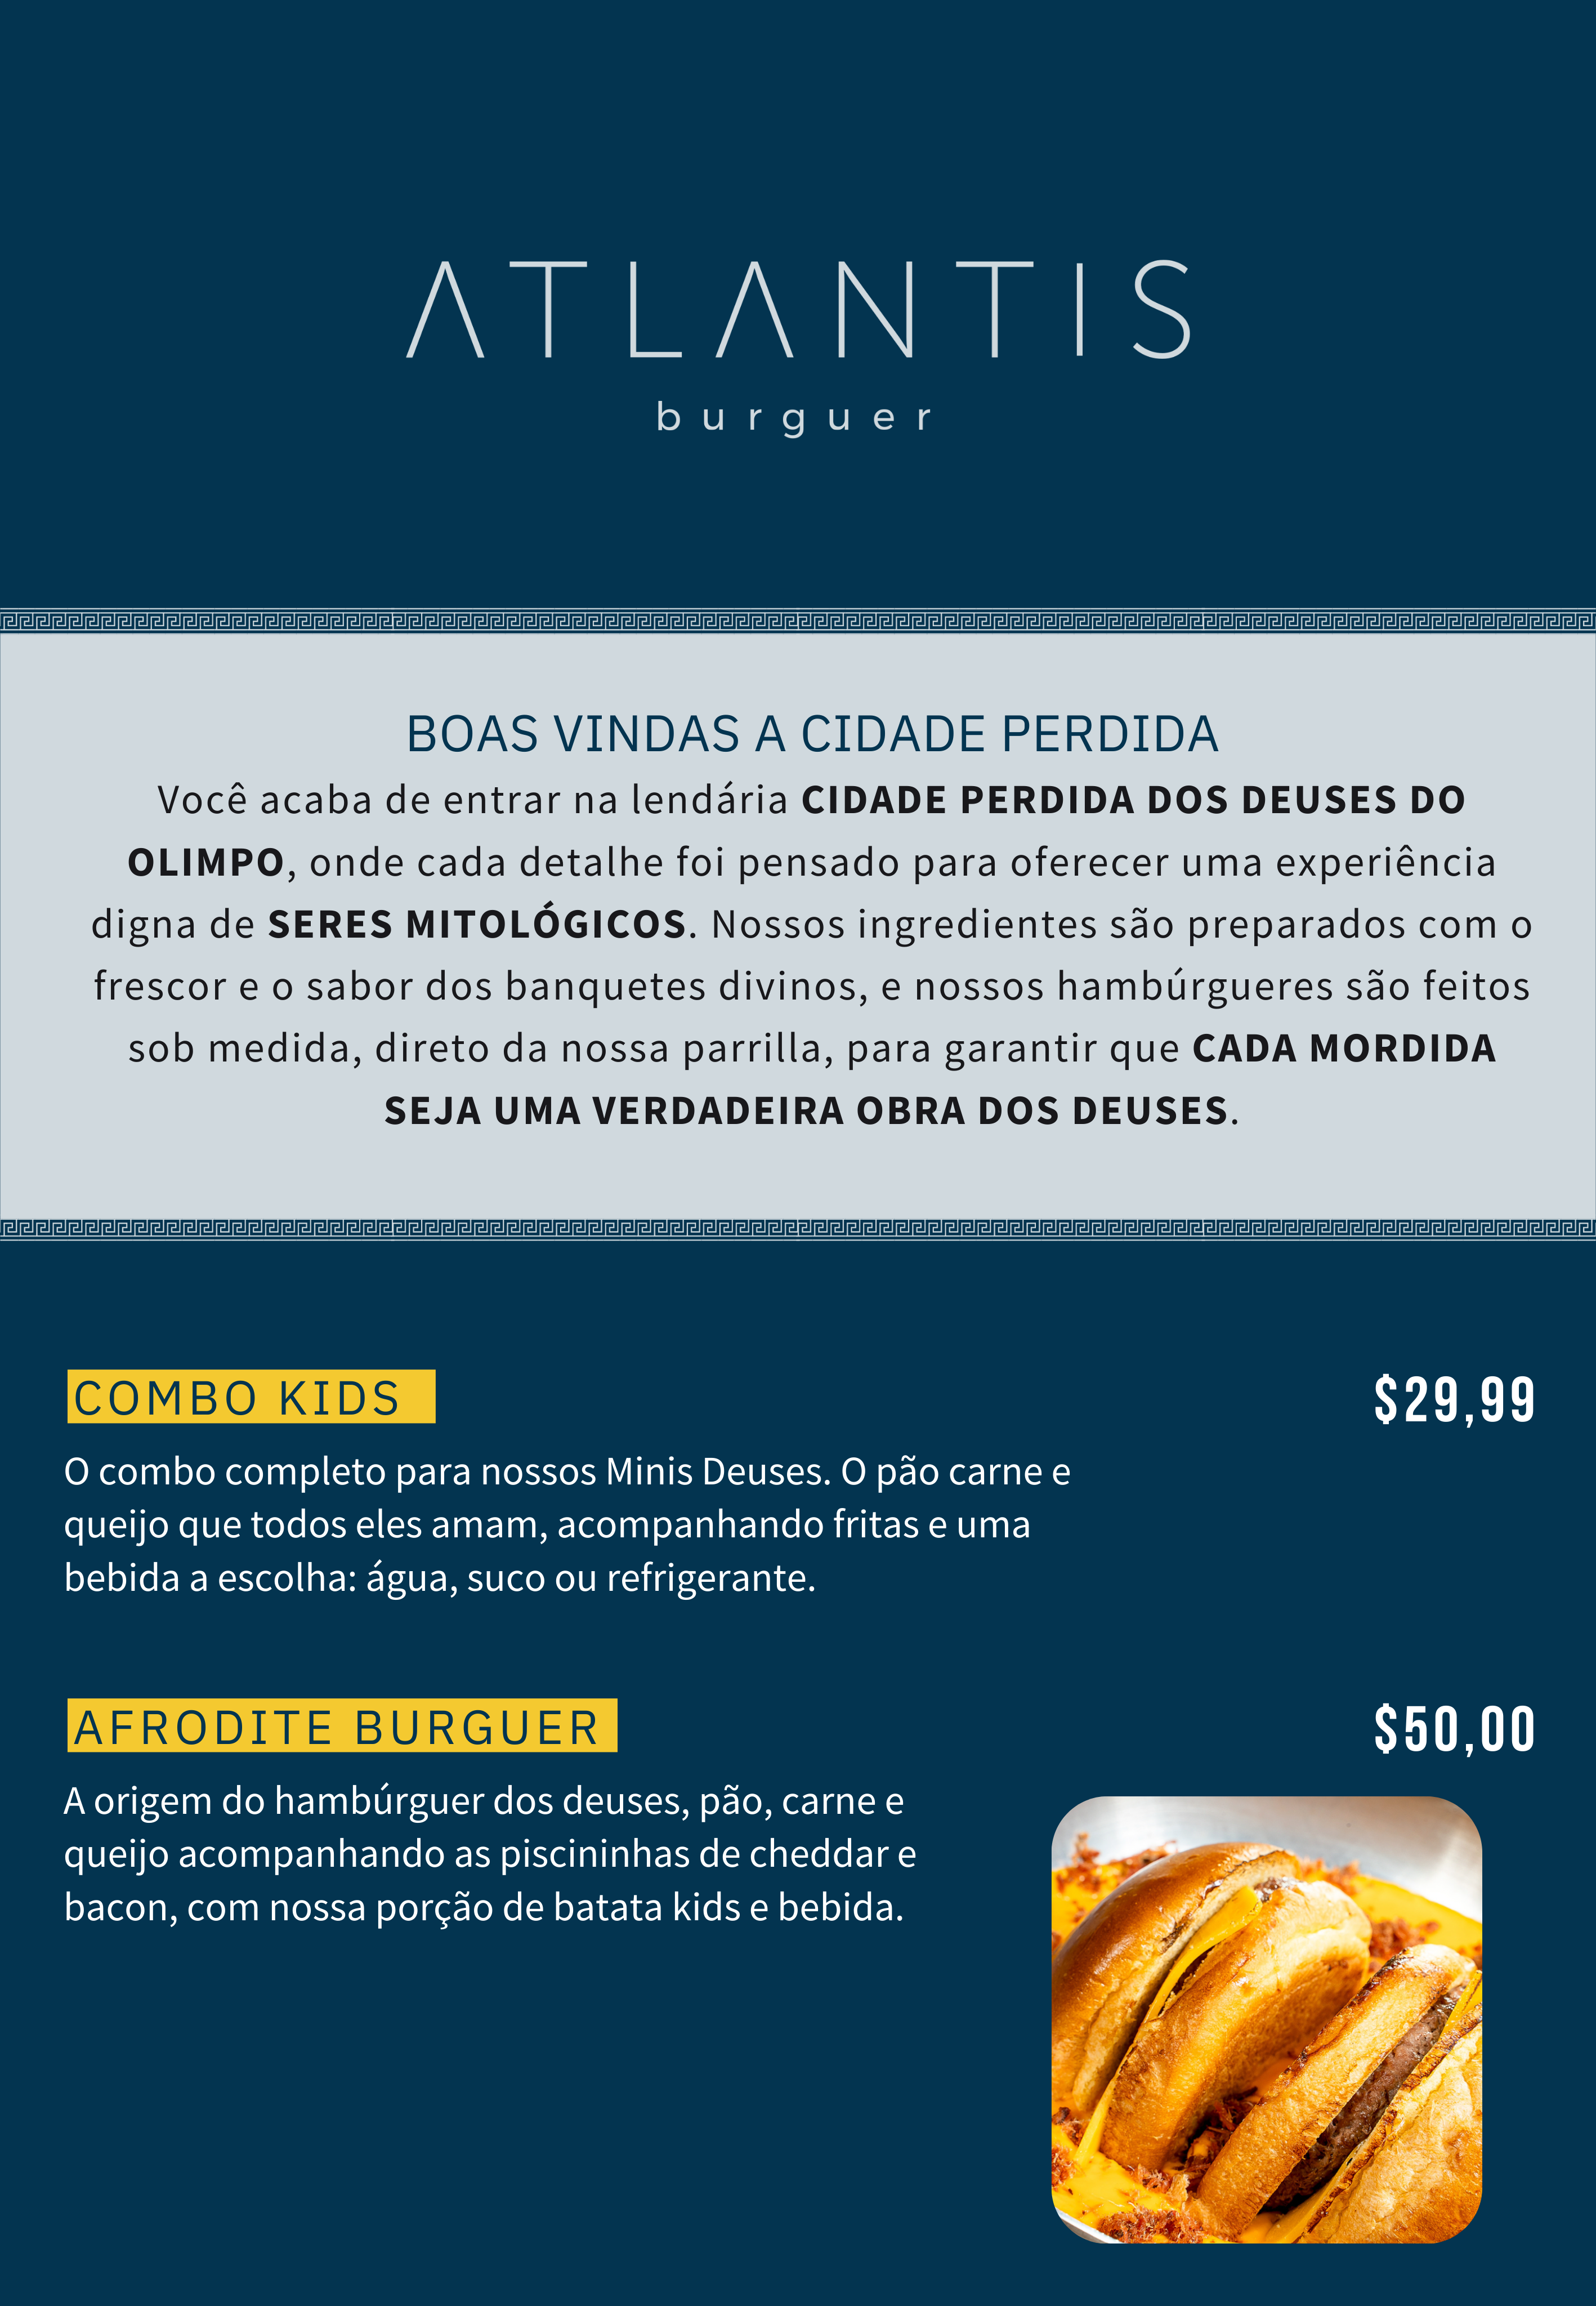 ATLANTIS
burguer
BOAS VINDAS A CIDADE PERDIDA
Você acaba de entrar na lendária CIDADE PERDIDA DOS DEUSES DO
OLIMPO, onde cada detalhe foi pensado para oferecer uma experiência
digna de SERES MITOLÓGICOS. Nossos ingredientes são preparados com o
frescor e o sabor dos banquetes divinos, e nossos hambúrgueres são feitos
sob medida, direto da nossa parrilla, para garantir que CADA MORDIDA
SEJA UMA VERDADEIRA OBRA DOS DEUSES.
COMBO KIDS
$29,99
O combo completo para nossos Minis Deuses. O pão carne e
queijo que todos eles amam, acompanhando fritas e uma
bebida a escolha: água, suco ou refrigerante.
AFRODITE BURGUER
$50,00
A origem do hambúrguer dos deuses, pão, carne e
queijo acompanhando as piscininhas de cheddar e
bacon, com nossa porção de batata kids e bebida.